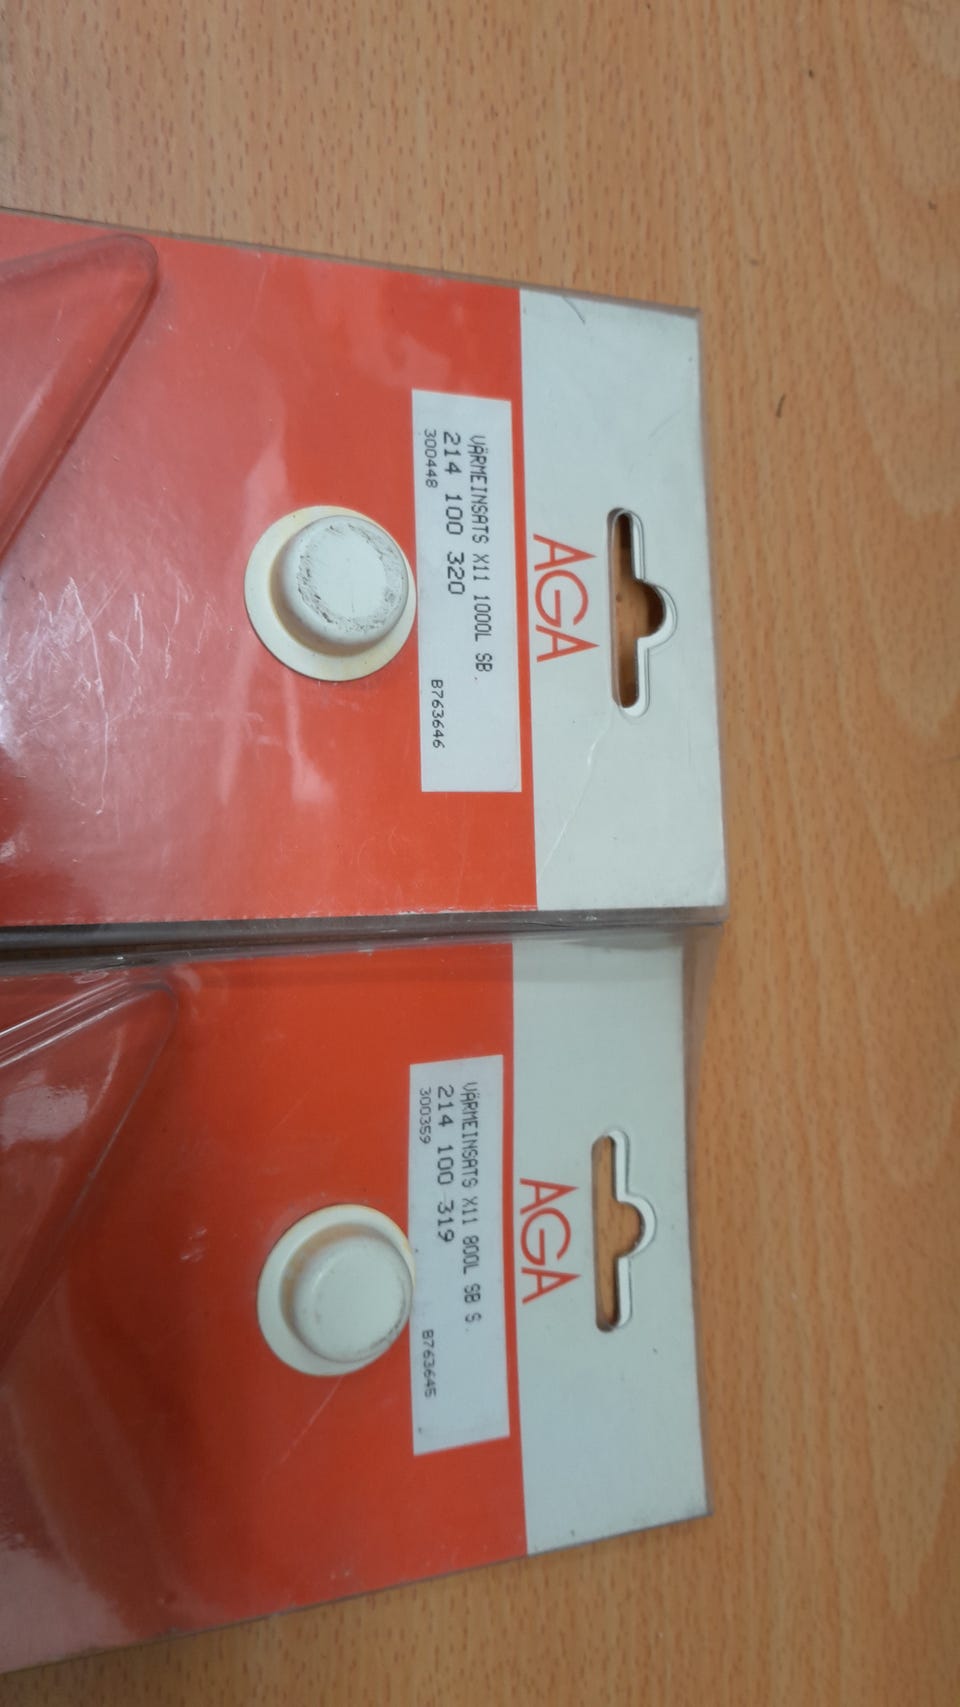 AGA
VÄRMEINSATS X11 1000L SB.
214 100 320
300448 B763646
AGA
VÄRMEINSATS X11 800L SB S.
214 100 319
300359 B763645